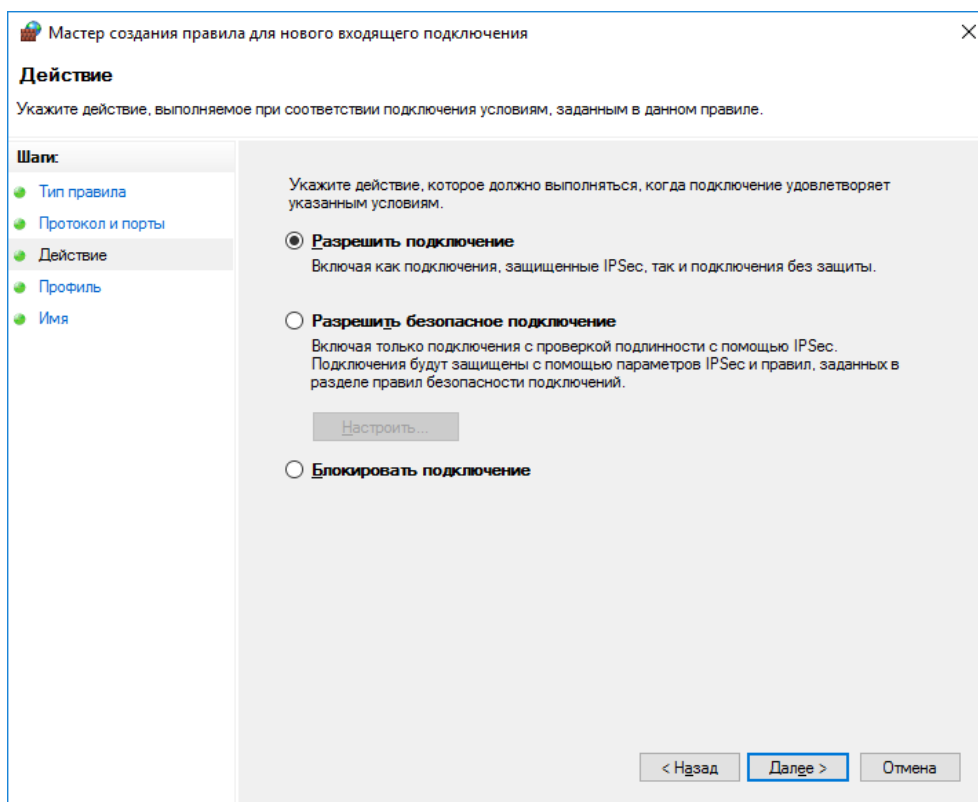 Мастер создания правила для нового входящего подключения
Действие
Укажите действие, выполняемое при соответствии подключения условиям, заданным в данном правиле.
Шаги:
Тип правила
Протокол и порты
Действие
Профиль
Имя
Укажите действие, которое должно выполняться, когда подключение удовлетворяет
указанным условиям.
Разрешить подключение
Включая как подключения, защищенные IPSec, так и подключения без защиты.
Разрешить безопасное подключение
Включая только подключения с проверкой подлинности с помощью IPSec.
Подключения будут защищены с помощью параметров IPSec и правил, заданных в
разделе правил безопасности подключений.
Настроить...
Блокировать подключение
< Назад
Далее >
Отмена